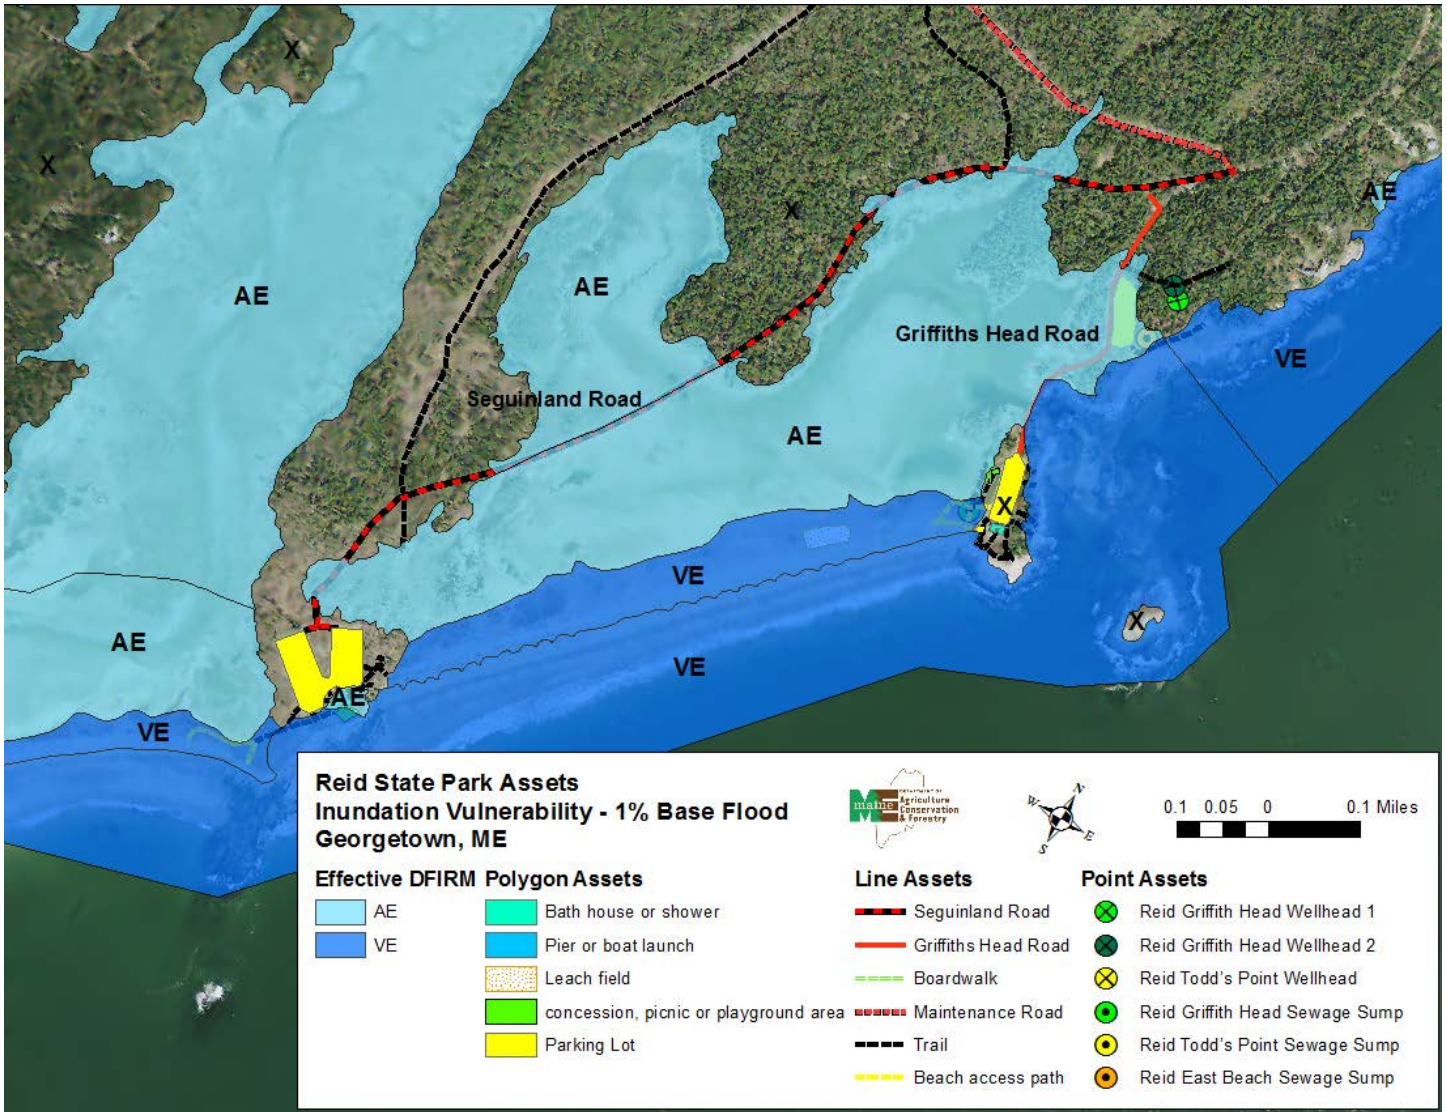 X
X
X
AE
AE
AE
VE
Griffiths Head Road
Seguinland Road
AE
X
VE
X
AE
VE
AE
VE
Reid State Park Assets
Inundation Vulnerability - 1% Base Flood
Georgetown, ME
maine
Agriculture
Conservation
& Forestry
N
W
E
S
0.1 0.05 0 0.1 Miles
Effective DFIRM
AE
VE
Polygon Assets
Bath house or shower
Pier or boat launch
Leach field
concession, picnic or playground area
Parking Lot
Line Assets
Seguinland Road
Griffiths Head Road
Boardwalk
Maintenance Road
Trail
Beach access path
Point Assets
Reid Griffith Head Wellhead 1
Reid Griffith Head Wellhead 2
Reid Todd's Point Wellhead
Reid Griffith Head Sewage Sump
Reid Todd's Point Sewage Sump
Reid East Beach Sewage Sump